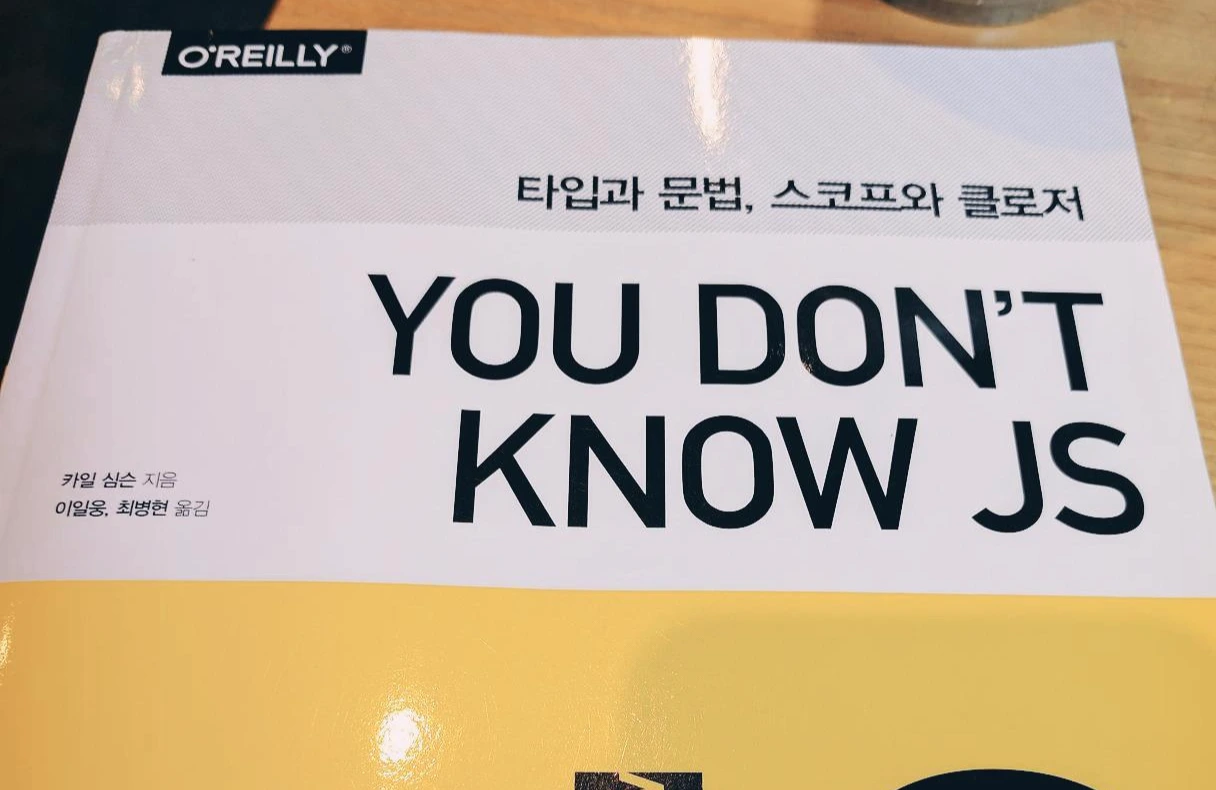 O'REILLY®
타입과 문법, 스코프와 클로저
YOU DON'T
KNOW JS
카일 심슨 지음
이일웅, 최병현 옮김